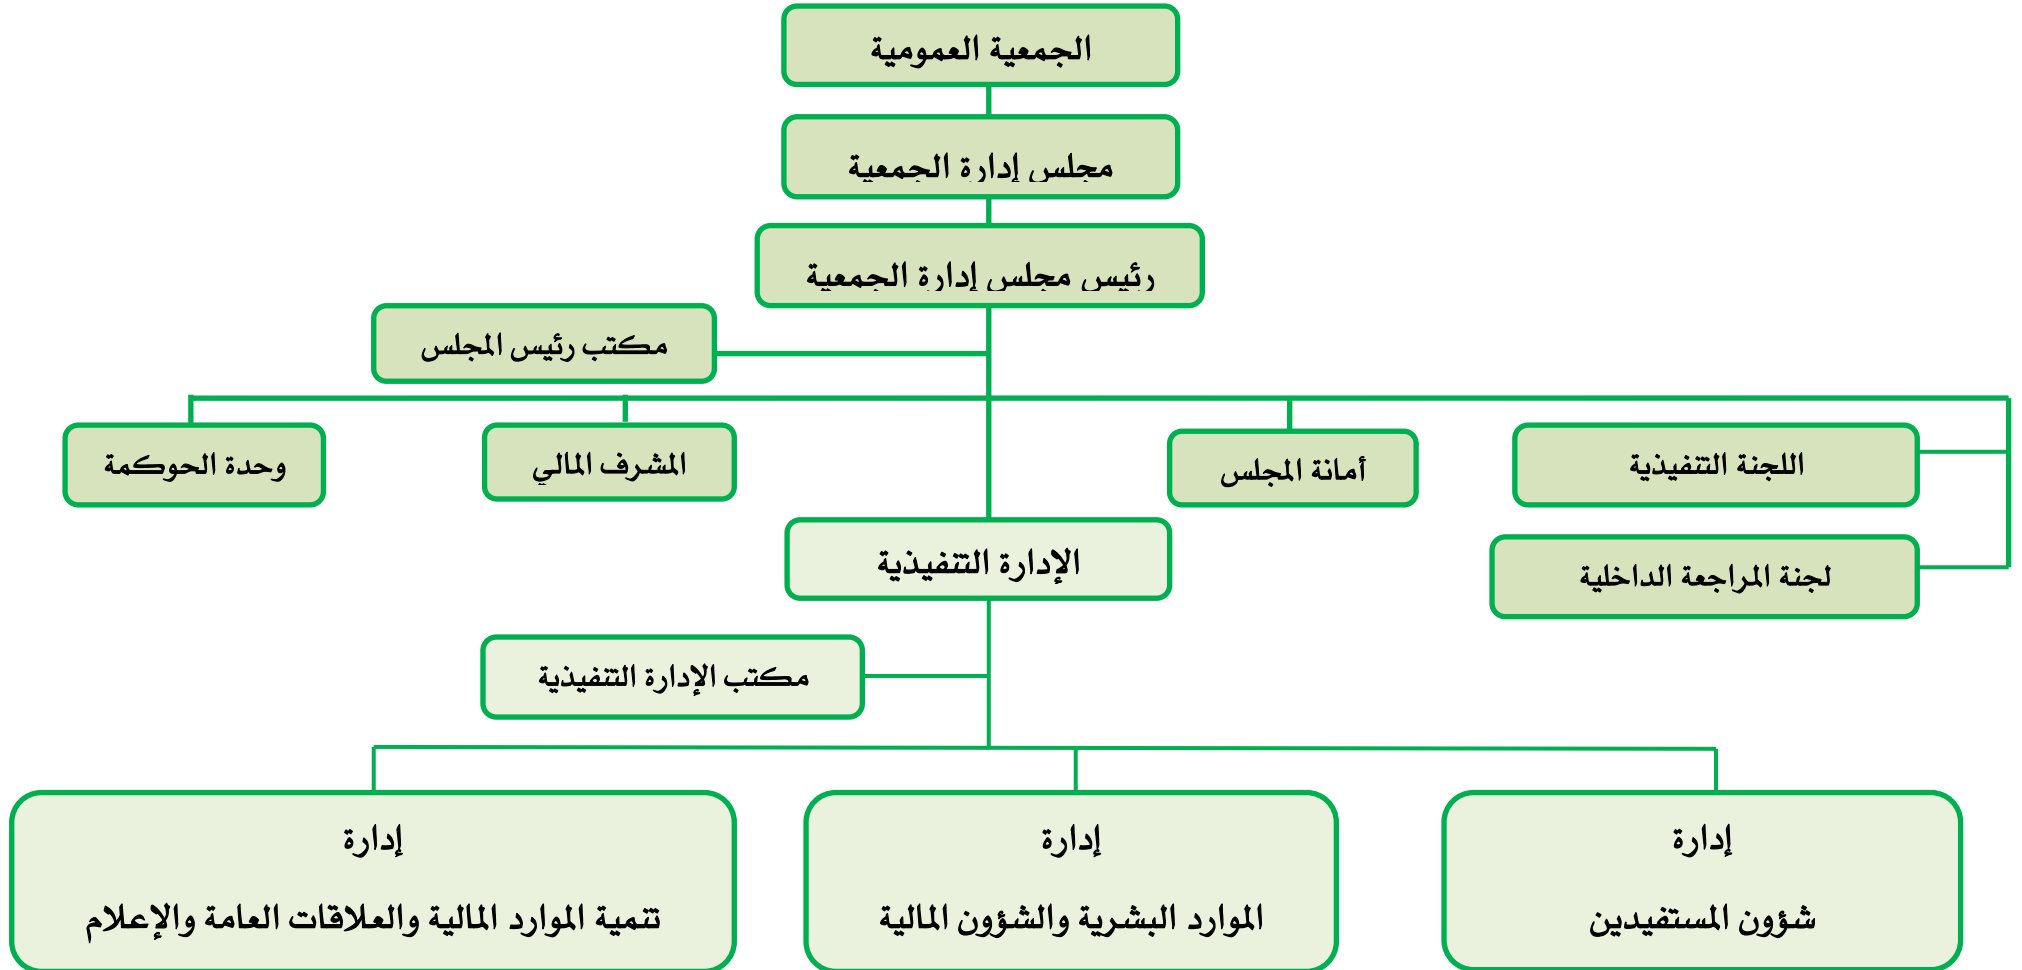 الجمعية العمومية
مجلس إدارة الجمعية
رئيس مجلس إدارة الجمعية
مكتب رئيس المجلس
اللجنة التنفيذية
أمانة المجلس
المشرف المالي
وحدة الحوكمة
لجنة المراجعة الداخلية
الإدارة التنفيذية
مكتب الإدارة التنفيذية
إدارة
شؤون المستفيدين
إدارة
الموارد البشرية والشؤون المالية
إدارة
تنمية الموارد المالية والعلاقات العامة والإعلام